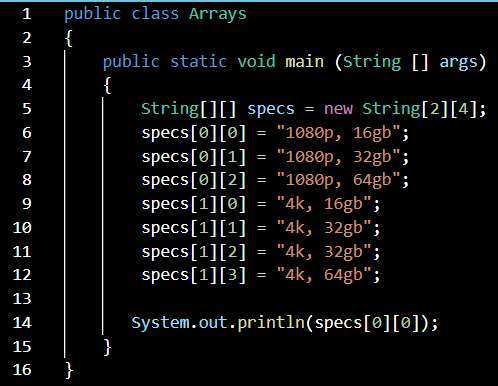 1 public class Arrays
2 {
3 public static void main (String [] args)
4 {
5 String[][] specs = new String[2][4];
6 specs[0][0] = "1080p, 16gb";
7 specs[0][1] = "1080p, 32gb";
8 specs[0][2] = "1080p, 64gb";
9 specs[1][0] = "4k, 16gb";
10 specs[1][1] = "4k, 32gb";
11 specs[1][2] = "4k, 32gb";
12 specs[1][3] = "4k, 64gb";
13
14 System.out.println(specs[0][0]);
15 }
16 }